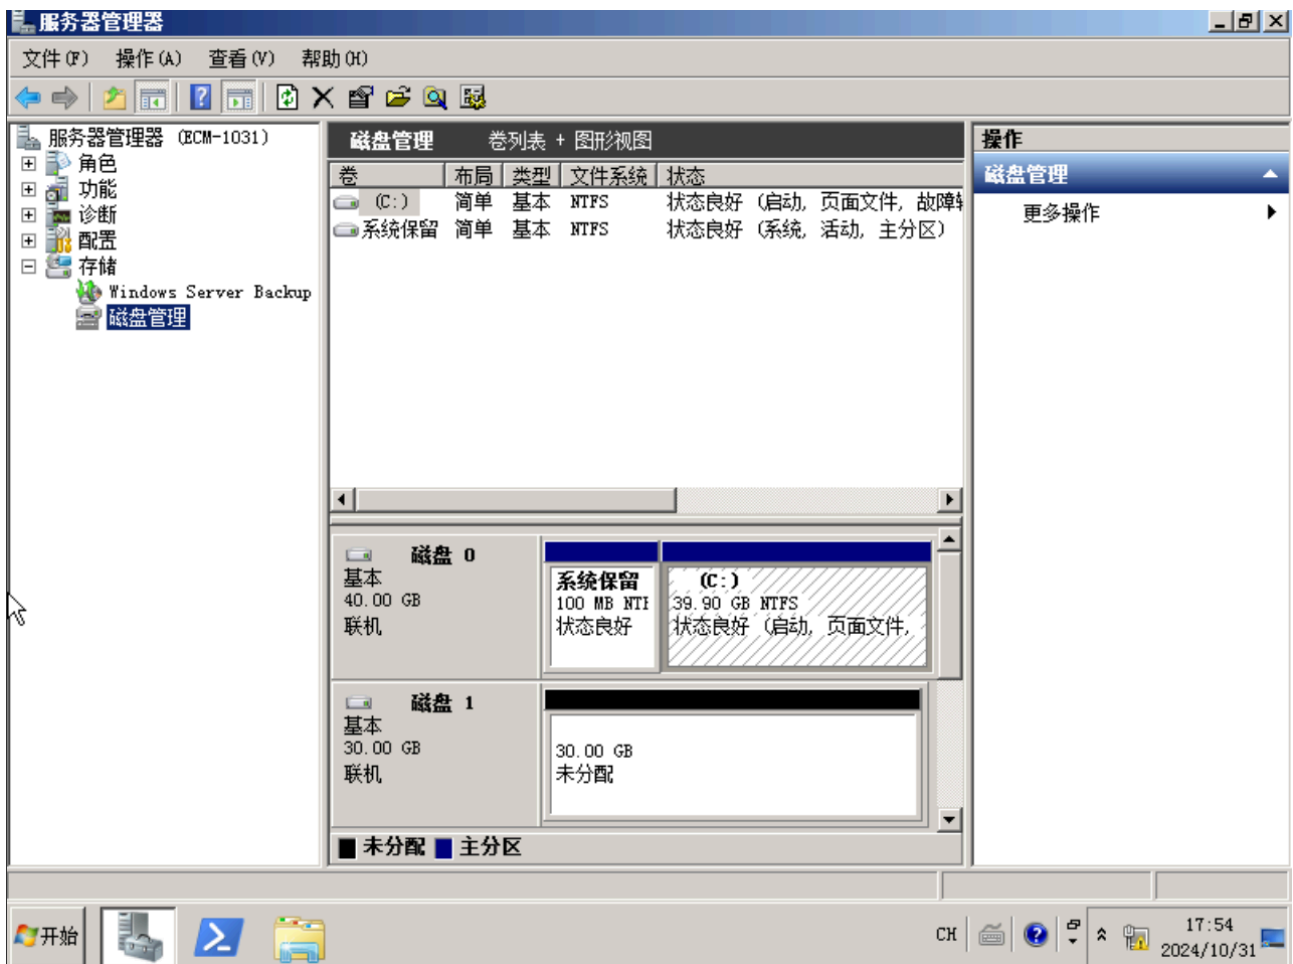 服务器管理器
文件(F) 操作(A) 查看(V) 帮助(H)
服务器管理器 (ECM-1031)
角色
功能
诊断
配置
存储
Windows Server Backup
磁盘管理
磁盘管理 卷列表 + 图形视图
卷 布局 类型 文件系统 状态
(C:) 简单 基本 NTFS 状态良好 (启动, 页面文件, 故障转
系统保留 简单 基本 NTFS 状态良好 (系统, 活动, 主分区)
磁盘 0
基本
40.00 GB
联机
系统保留
100 MB NTF
状态良好
(C:)
39.90 GB NTFS
状态良好 (启动, 页面文件,
磁盘 1
基本
30.00 GB
联机
30.00 GB
未分配
未分配 主分区
操作
磁盘管理
更多操作
开始
CH
17:54
2024/10/31